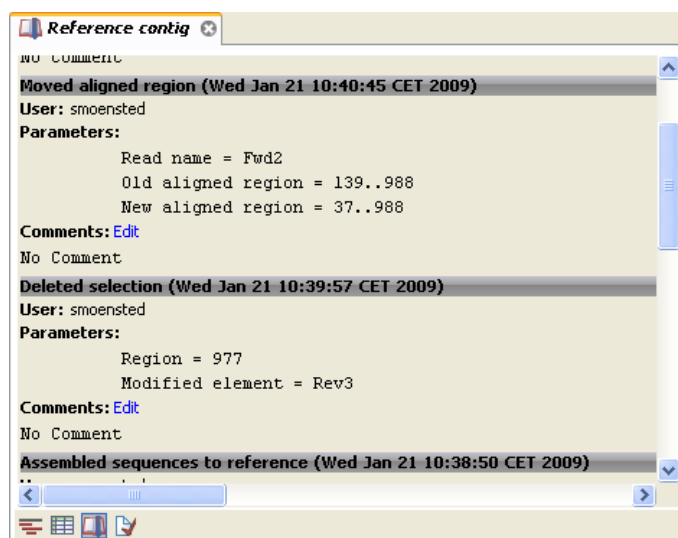 Reference contig
No Comment
Moved aligned region (Wed Jan 21 10:40:45 CET 2009)
User: smoensted
Parameters:
Read name = Fwd2
Old aligned region = 139..988
New aligned region = 37..988
Comments: Edit
No Comment
Deleted selection (Wed Jan 21 10:39:57 CET 2009)
User: smoensted
Parameters:
Region = 977
Modified element = Rev3
Comments: Edit
No Comment
Assembled sequences to reference (Wed Jan 21 10:38:50 CET 2009)